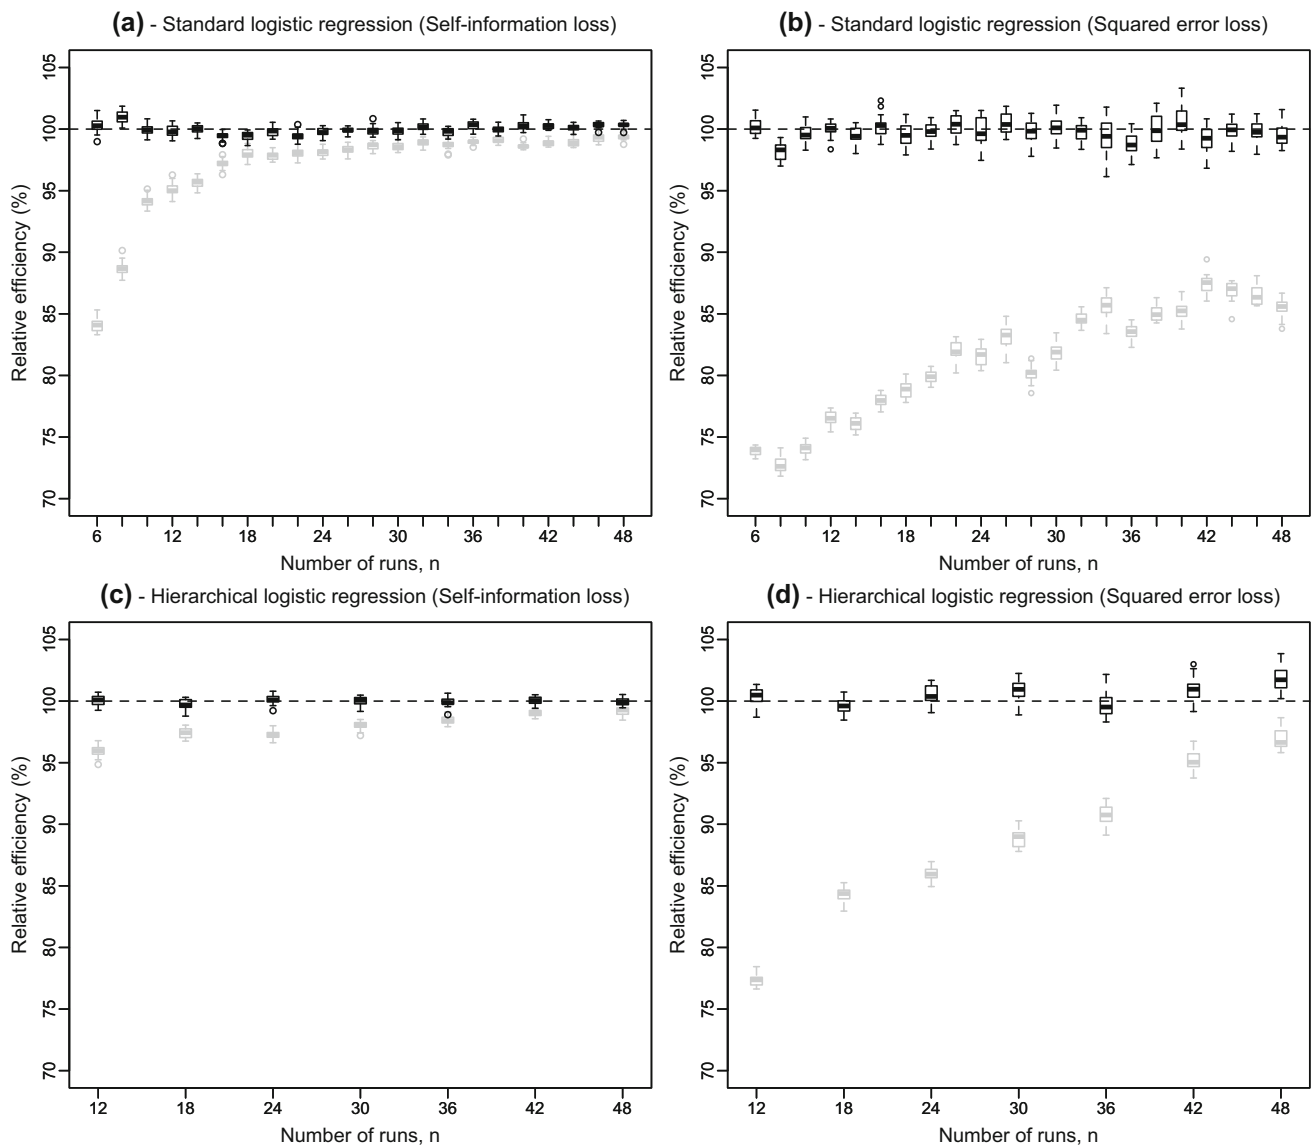 (a) - Standard logistic regression (Self-information loss)
Relative efficiency (%)
105
100
95
90
85
80
75
70
6 12 18 24 30 36 42 48
Number of runs, n
(b) - Standard logistic regression (Squared error loss)
Relative efficiency (%)
105
100
95
90
85
80
75
70
6 12 18 24 30 36 42 48
Number of runs, n
(c) - Hierarchical logistic regression (Self-information loss)
Relative efficiency (%)
105
100
95
90
85
80
75
70
12 18 24 30 36 42 48
Number of runs, n
(d) - Hierarchical logistic regression (Squared error loss)
Relative efficiency (%)
105
100
95
90
85
80
75
70
12 18 24 30 36 42 48
Number of runs, n